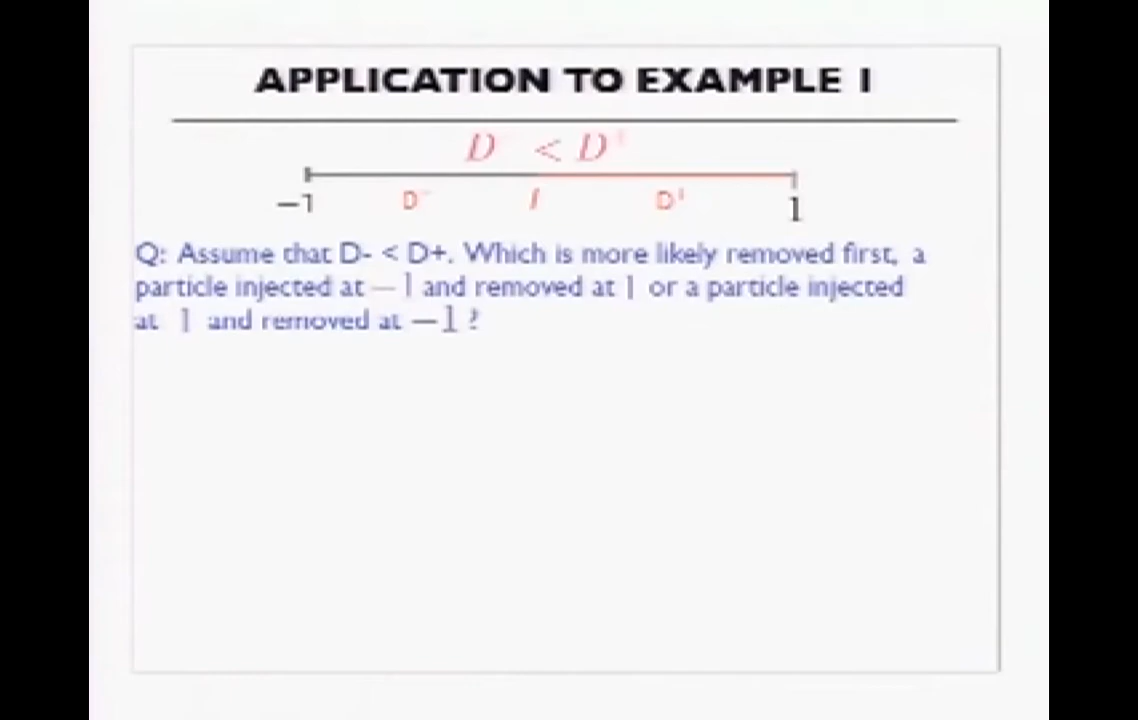 APPLICATION TO EXAMPLE 1
D⁻ < D⁺
−1 D⁻ I D⁺ 1
Q: Assume that D- < D+. Which is more likely removed first, a
particle injected at −1 and removed at 1 or a particle injected
at 1 and removed at −1 ?